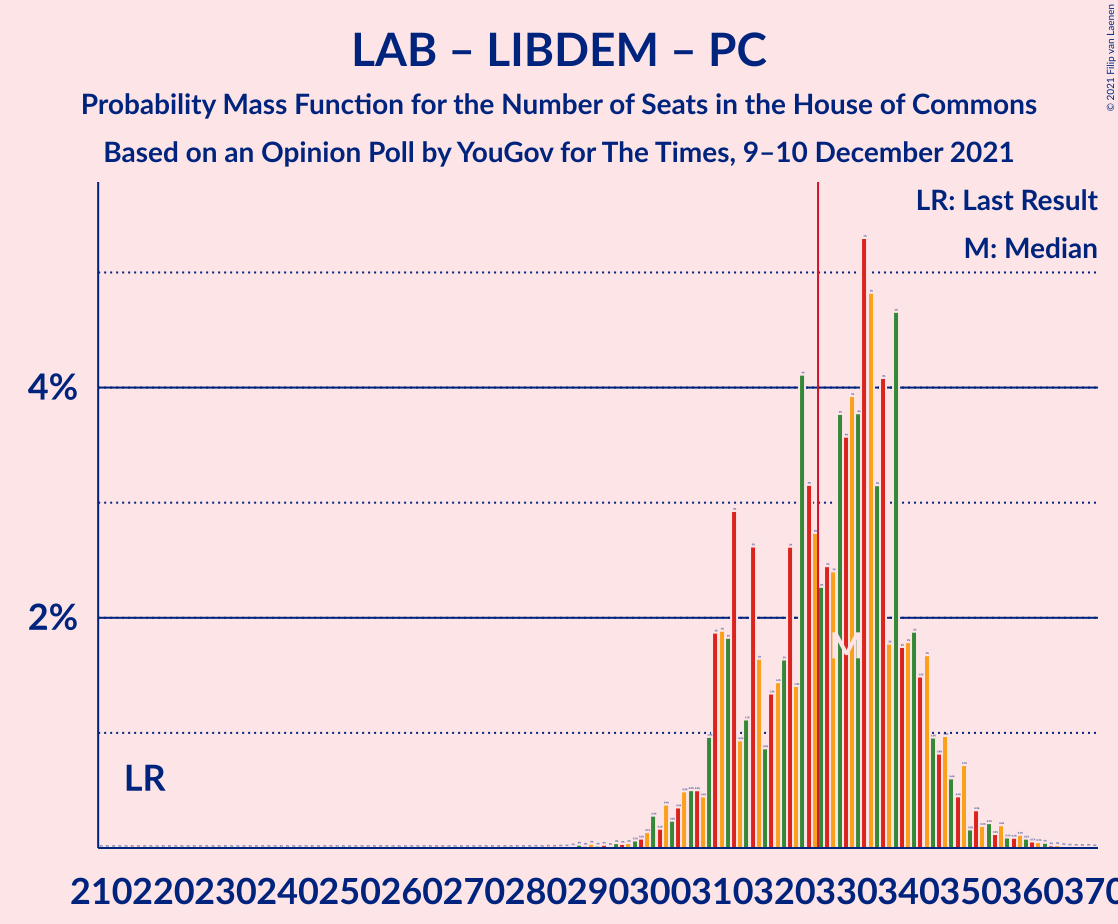 LAB – LIBDEM – PC
Probability Mass Function for the Number of Seats in the House of Commons
Based on an Opinion Poll by YouGov for The Times, 9–10 December 2021
© 2021 Filip van Laenen
LR: Last Result
M: Median
4%
2%
M
LR
210220230240250260270280290300310320330340350360370